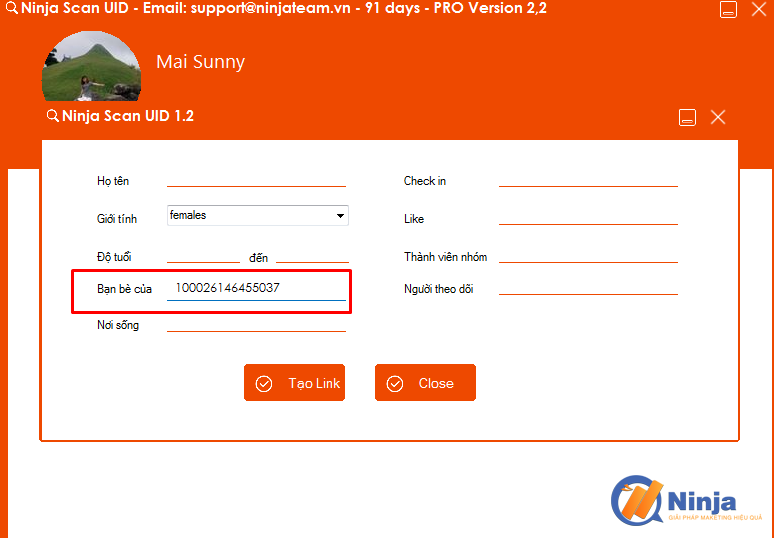 Ninja Scan UID - Email: support@ninjateam.vn - 91 days - PRO Version 2,2
Mai Sunny
Ninja Scan UID 1.2
Họ tên
Check in
Giới tính
females
Like
Độ tuổi
đến
Thành viên nhóm
Bạn bè của
100026146455037
Người theo dõi
Nơi sống
Tạo Link
Close
Ninja
GIẢI PHÁP MAKETING HIỆU QUẢ